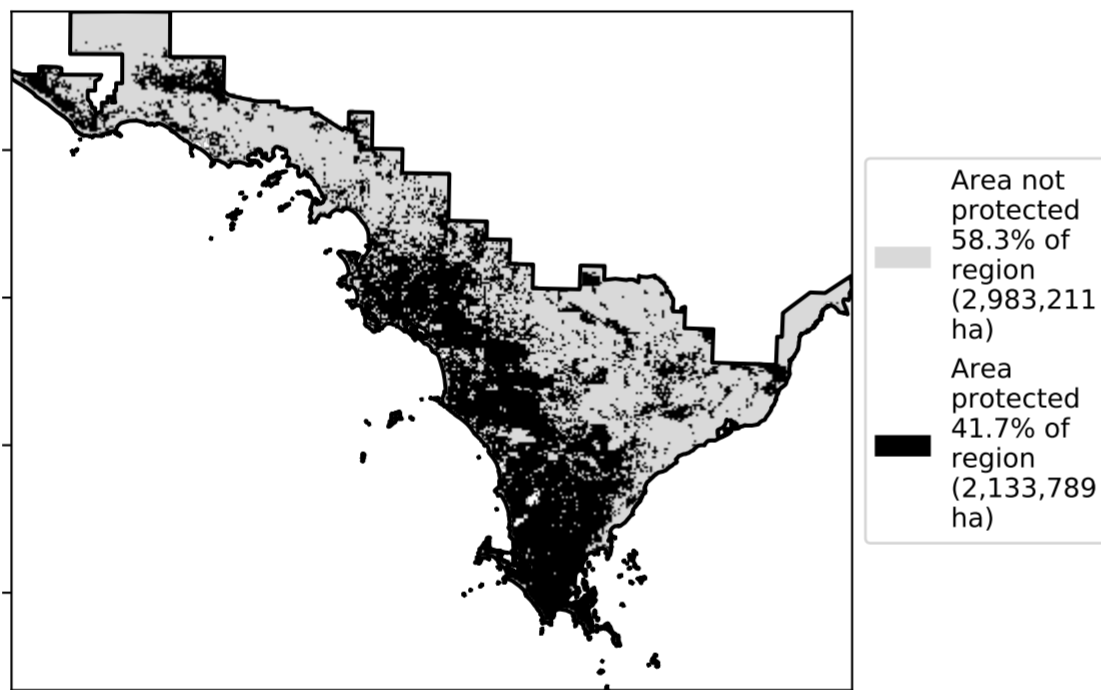 Area not
protected
58.3% of
region
(2,983,211
ha)
Area
protected
41.7% of
region
(2,133,789
ha)